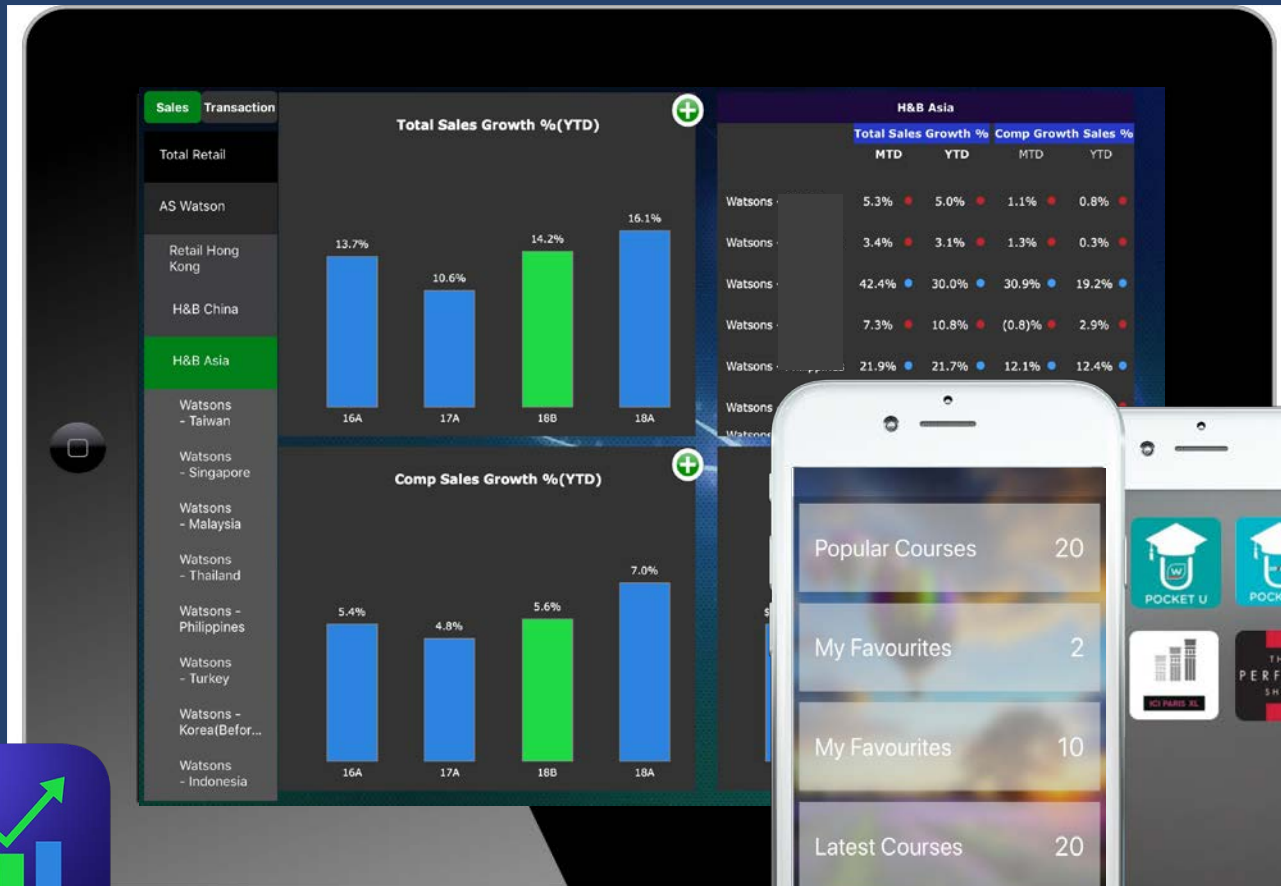 Sales Transaction
Total Retail
AS Watson
Retail Hong
Kong
H&B China
H&B Asia
Watsons
- Taiwan
Watsons
- Singapore
Watsons
- Malaysia
Watsons
- Thailand
Watsons -
Philippines
Watsons
- Turkey
Watsons -
Korea(Befor...
Watsons
- Indonesia
Total Sales Growth %(YTD)
13.7% 10.6% 14.2% 16.1%
16A 17A 18B 18A
Comp Sales Growth %(YTD)
5.4% 4.8% 5.6% 7.0%
16A 17A 18B 18A
H&B Asia
Total Sales Growth % Comp Growth Sales %
MTD YTD MTD YTD
Watsons - 5.3% 5.0% 1.1% 0.8%
Watsons - 3.4% 3.1% 1.3% 0.3%
Watsons - 42.4% 30.0% 30.9% 19.2%
Watsons - 7.3% 10.8% (0.8)% 2.9%
Watsons - 21.9% 21.7% 12.1% 12.4%
Watsons
Watsons
Popular Courses 20
My Favourites 2
My Favourites 10
Latest Courses 20
W
POCKET U
ICI PARIS XL